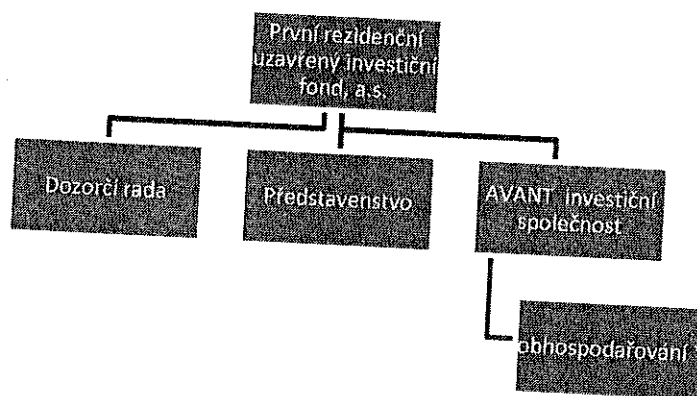 První rezidenční
uzavřený investiční
fond, a.s.
Dozorčí rada
Představenstvo
AVANT investiční
společnost
obhospodařování